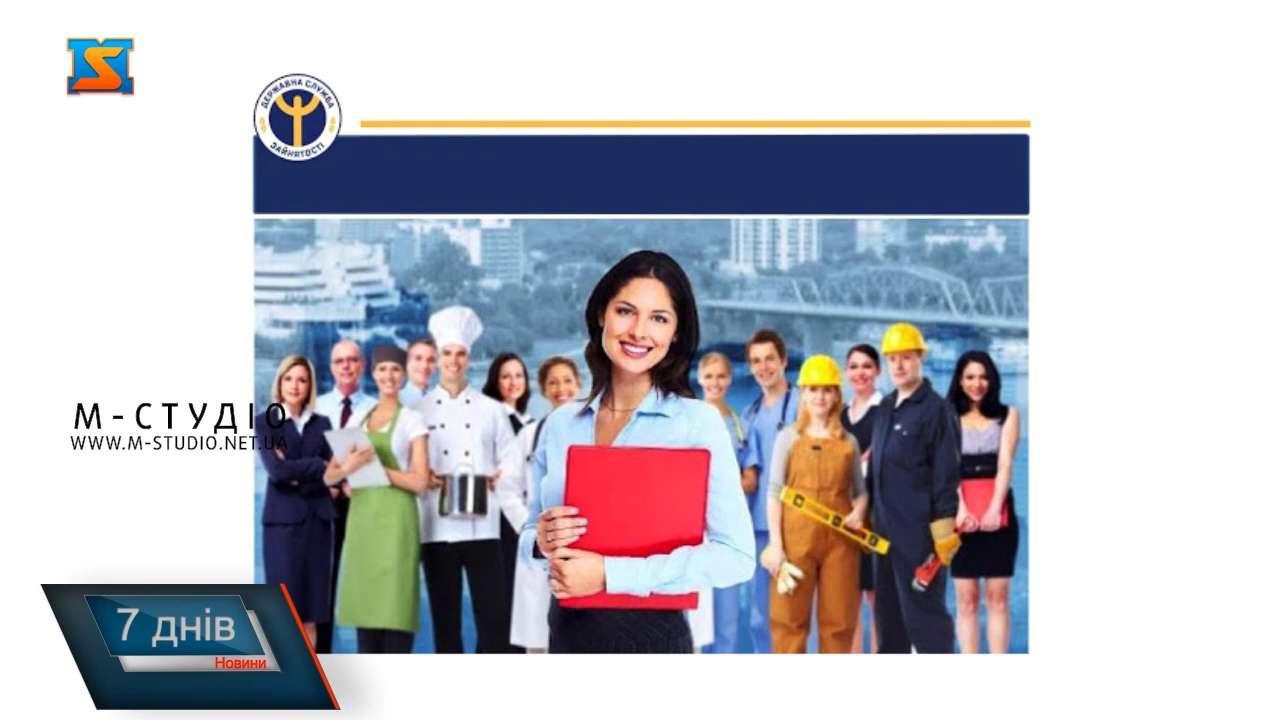 ДЕРЖАВНА СЛУЖБА
ЗАЙНЯТОСТІ
М-СТУДІО
WWW.M-STUDIO.NET.UA
7 днів
Новини